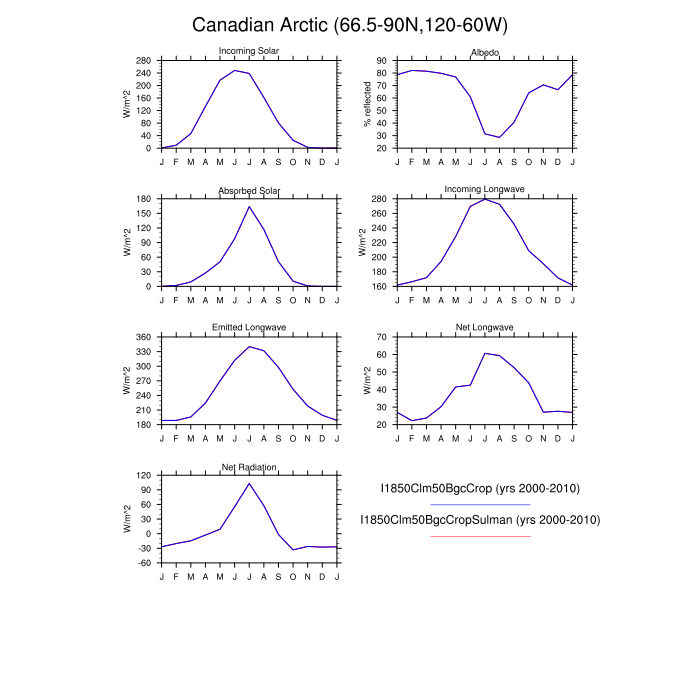 Canadian Arctic (66.5-90N,120-60W)
Incoming Solar
W/m^2
280
240
200
160
120
80
40
0
J F M A M J J A S O N D J
Albedo
% reflected
90
80
70
60
50
40
30
20
J F M A M J J A S O N D J
Absorbed Solar
W/m^2
180
150
120
90
60
30
0
J F M A M J J A S O N D J
Incoming Longwave
W/m^2
280
260
240
220
200
180
160
J F M A M J J A S O N D J
Emitted Longwave
W/m^2
360
330
300
270
240
210
180
J F M A M J J A S O N D J
Net Longwave
W/m^2
70
60
50
40
30
20
J F M A M J J A S O N D J
Net Radiation
W/m^2
120
90
60
30
0
-30
-60
J F M A M J J A S O N D J
I1850Clm50BgcCrop (yrs 2000-2010)
I1850Clm50BgcCropSulman (yrs 2000-2010)